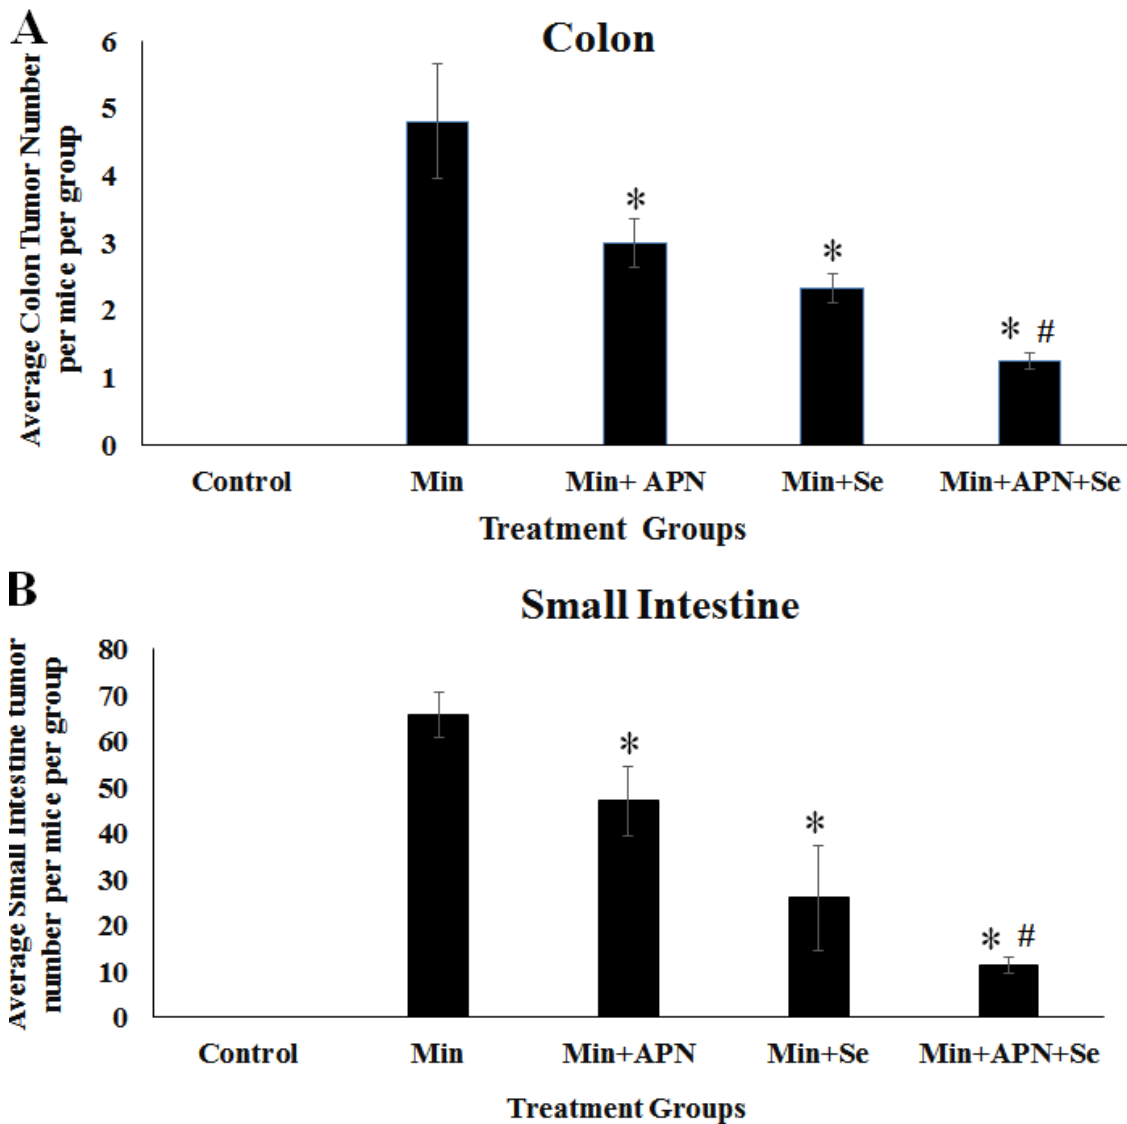 A
Colon
Average Colon Tumor Number
per mice per group
6
5
4
3
2
1
0
*
*
* #
Control Min Min+ APN Min+Se Min+APN+Se
Treatment Groups
B
Small Intestine
Average Small Intestine tumor
number per mice per group
80
70
60
50
40
30
20
10
0
*
*
* #
Control Min Min+APN Min+Se Min+APN+Se
Treatment Groups